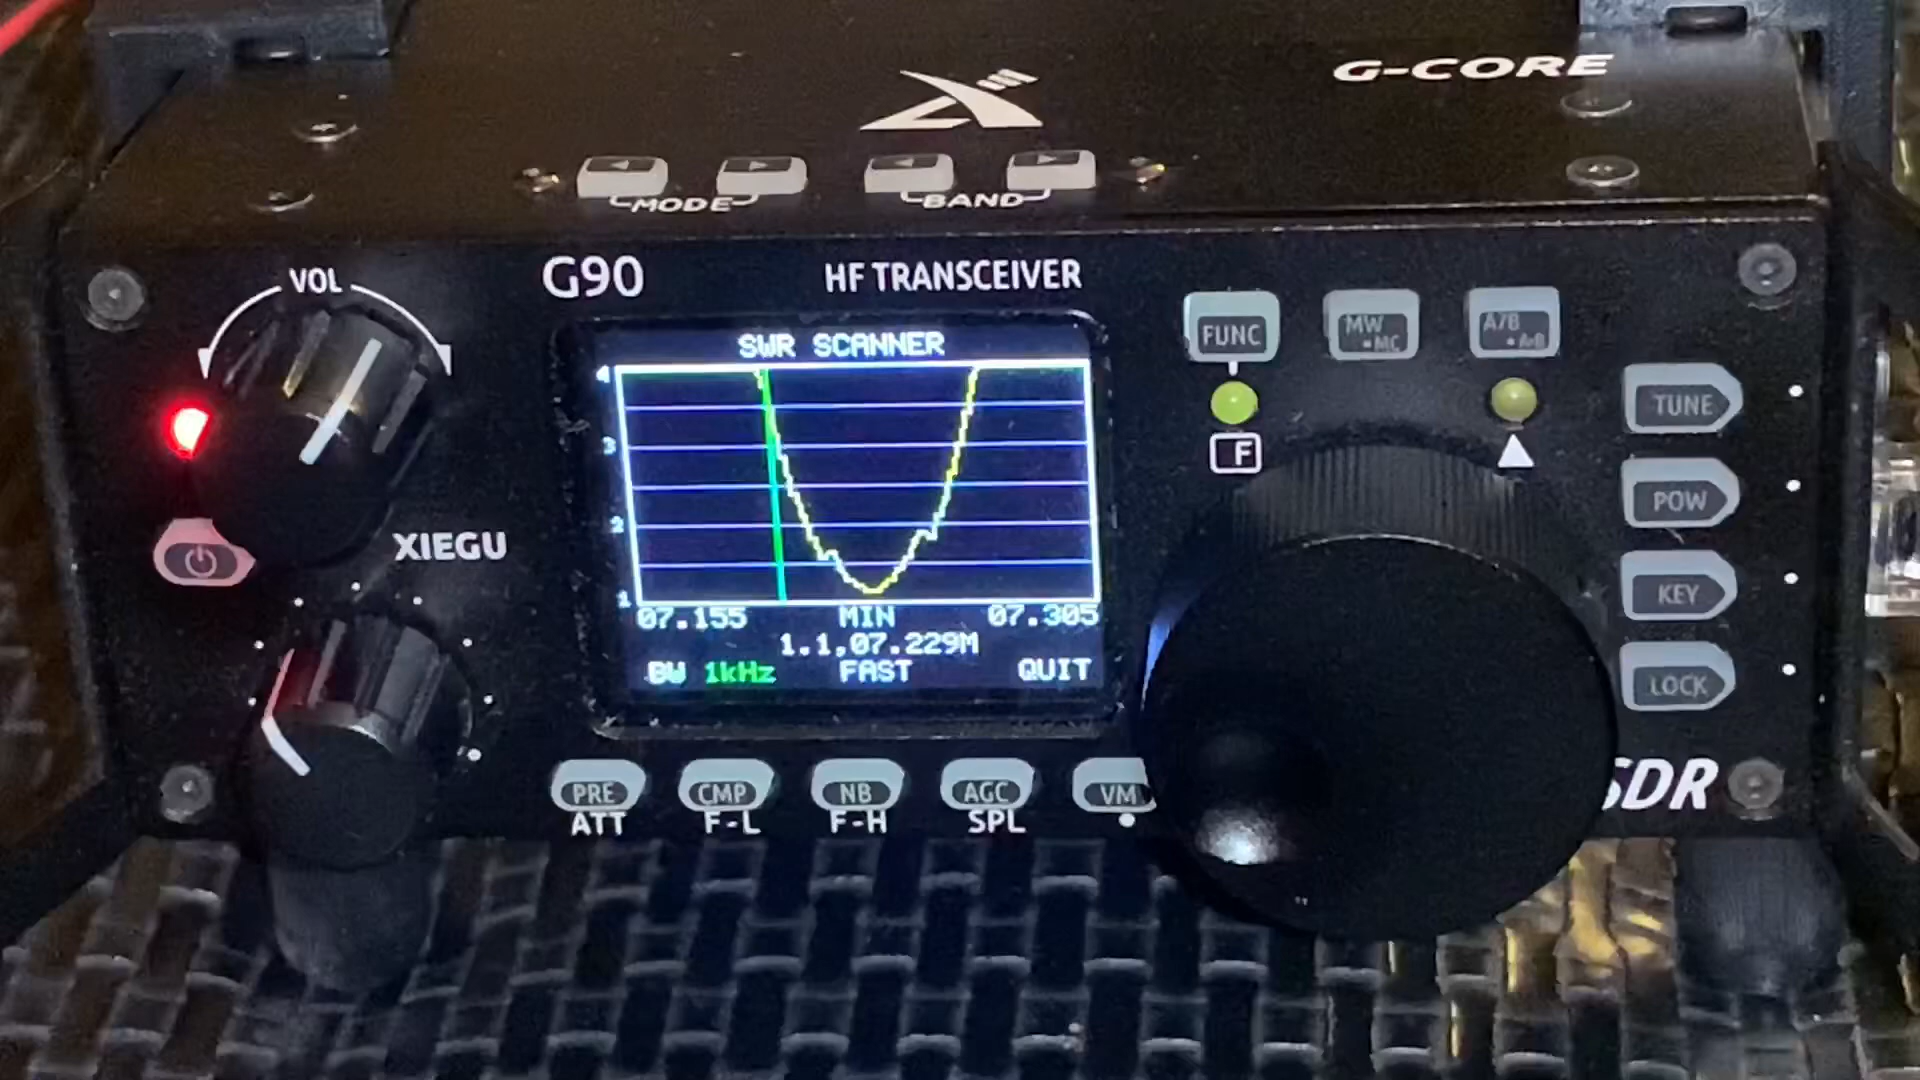 G-CORE
MODE BAND
VOL G90 HF TRANSCEIVER
FUNC MW •MC A/B •A=B
F
SWR SCANNER
4
3
2
1
07.155 MIN 07.305
1.1,07.229M
BW 1kHz FAST QUIT
XIEGU
TUNE
POW
KEY
LOCK
PRE CMP NB AGC VM
ATT F-L F-H SPL
SDR